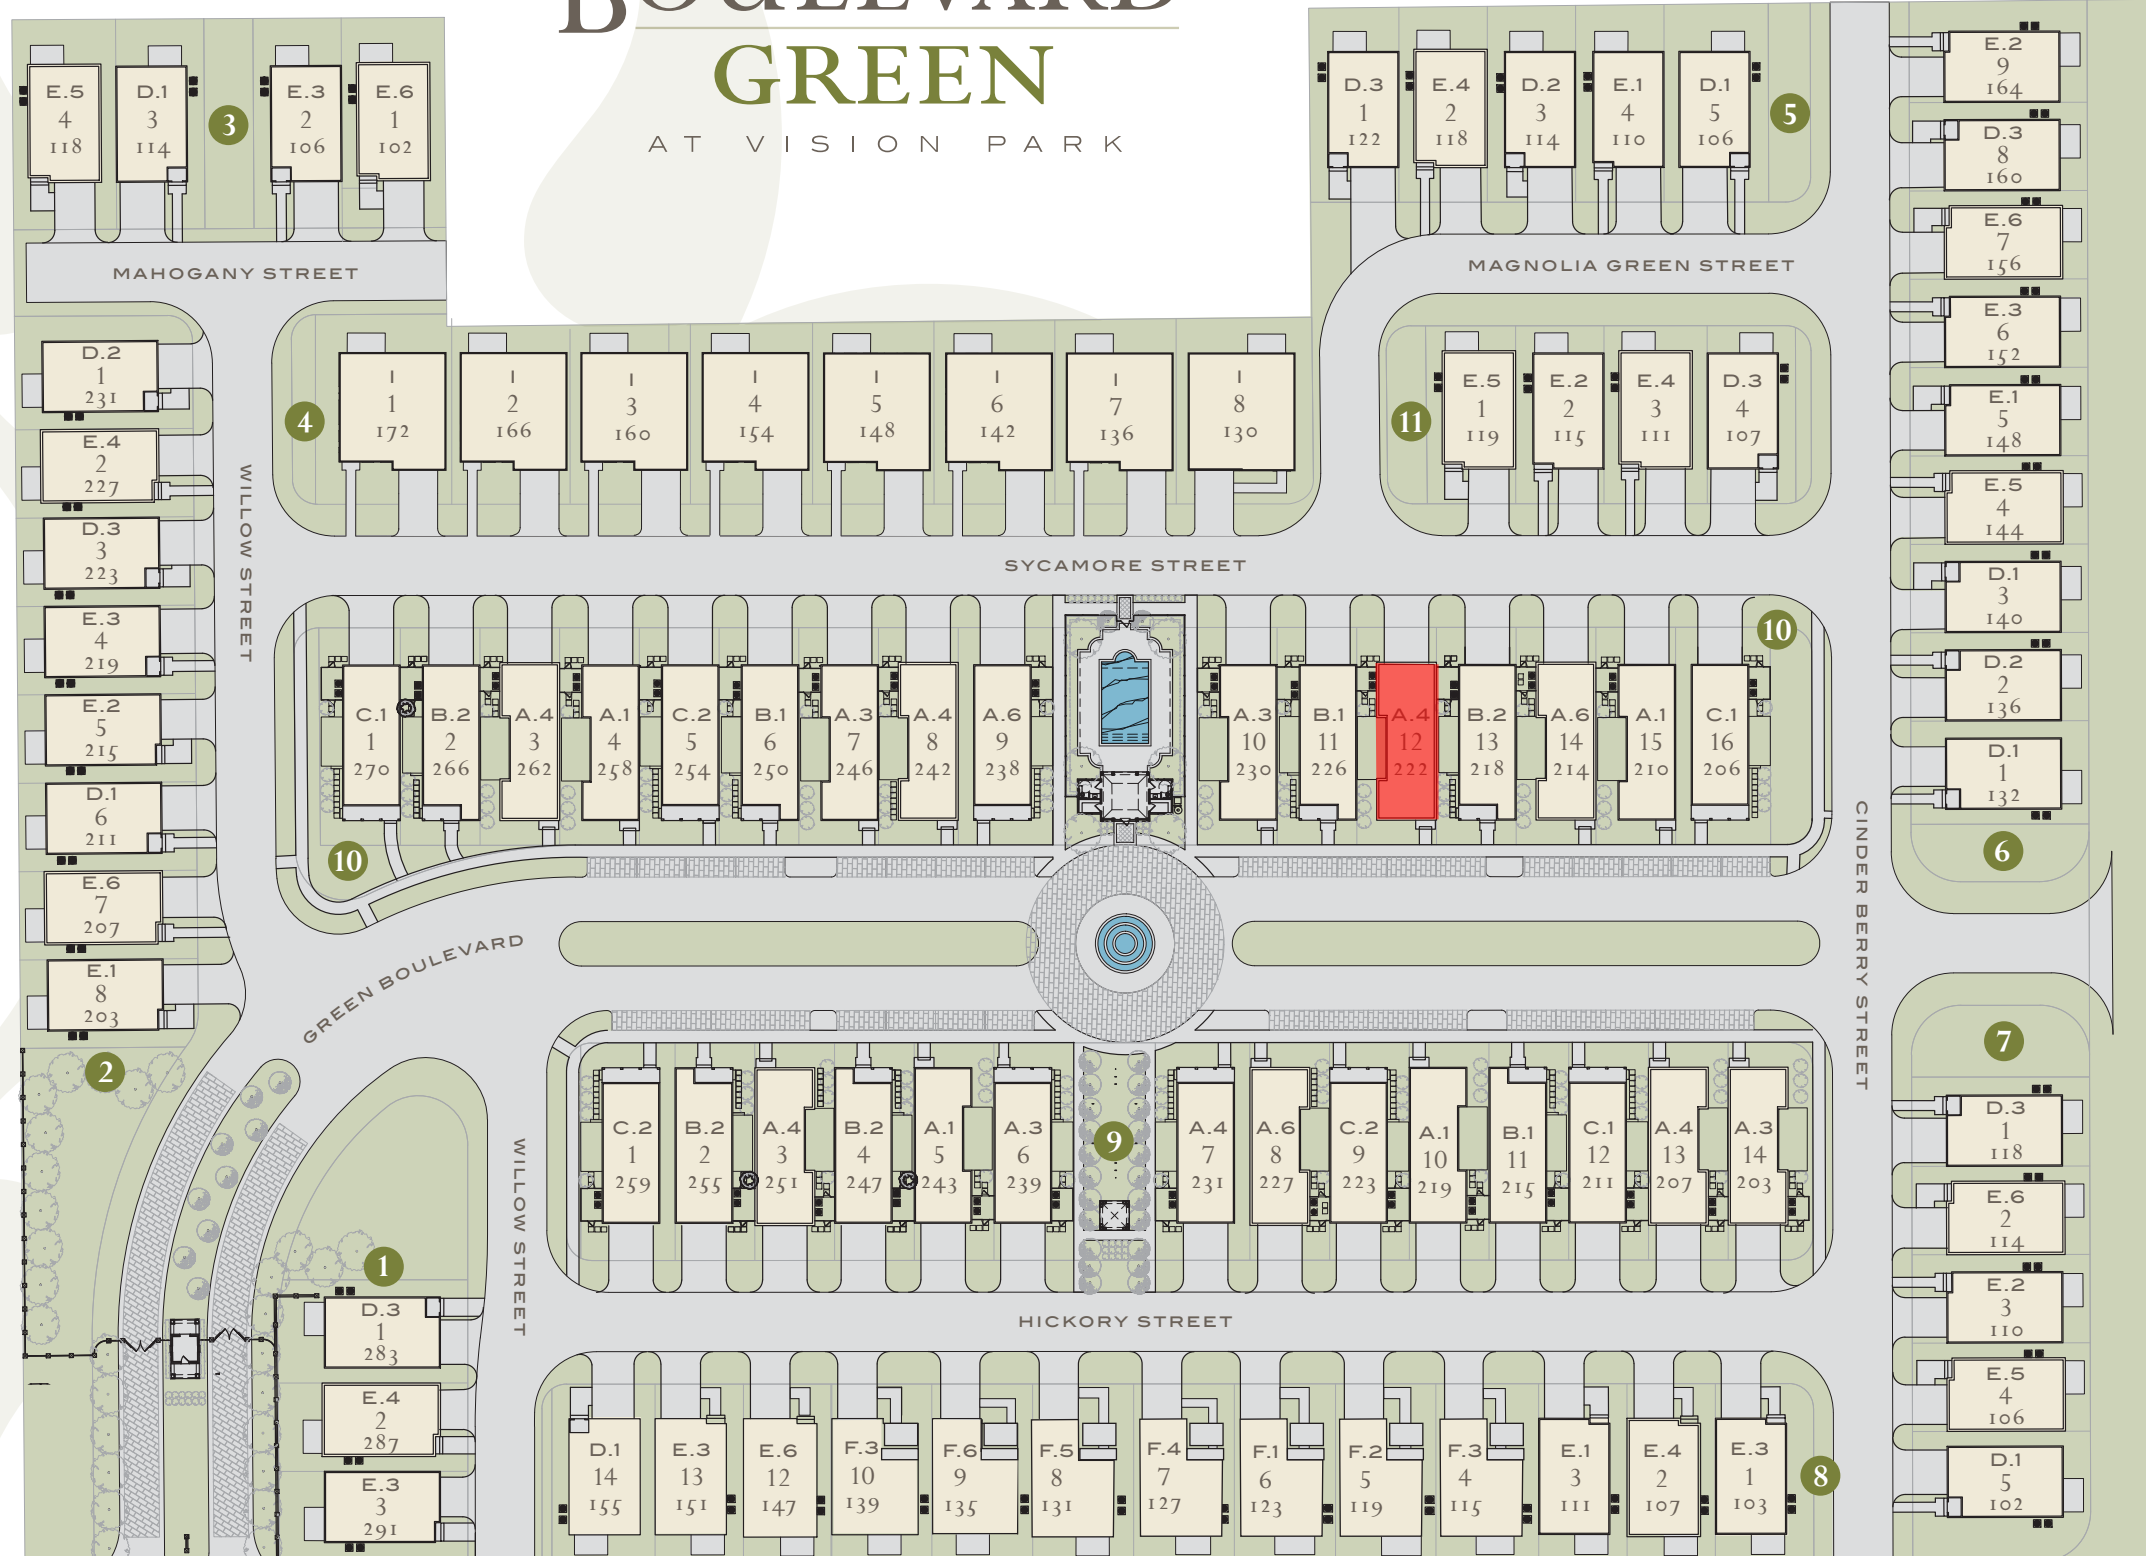 BOULEVARD
GREEN
AT VISION PARK
E.5
4
118
D.1
3
114
3
E.3
2
106
E.6
1
102
D.3
1
122
E.4
2
118
D.2
3
114
E.1
4
110
D.1
5
106
5
MAHOGANY STREET
MAGNOLIA GREEN STREET
D.2
1
231
E.4
2
227
D.3
3
223
E.3
4
219
E.2
5
215
D.1
6
211
E.6
7
207
E.1
8
203
2
WILLOW STREET
4
I
1
172
I
2
166
I
3
160
I
4
154
I
5
148
I
6
142
I
7
136
I
8
130
11
E.5
1
119
E.2
2
115
E.4
3
111
D.3
4
107
E.2
9
164
D.3
8
160
E.6
7
156
E.3
6
152
E.1
5
148
E.5
4
144
D.1
3
140
D.2
2
136
D.1
1
132
6
SYCAMORE STREET
10
C.1
1
270
B.2
2
266
A.4
3
262
A.1
4
258
C.2
5
254
B.1
6
250
A.3
7
246
A.4
8
242
A.6
9
238
A.3
10
230
B.1
11
226
A.4
12
222
B.2
13
218
A.6
14
214
A.1
15
210
C.1
16
206
10
CINDER BERRY STREET
GREEN BOULEVARD
7
C.2
1
259
B.2
2
255
A.4
3
251
B.2
4
247
A.1
5
243
A.3
6
239
9
A.4
7
231
A.6
8
227
C.2
9
223
A.1
10
219
B.1
11
215
C.1
12
211
A.4
13
207
A.3
14
203
WILLOW STREET
D.3
1
118
E.6
2
114
E.2
3
110
E.5
4
106
D.1
5
102
1
D.3
1
283
E.4
2
287
E.3
3
291
HICKORY STREET
D.1
14
155
E.3
13
151
E.6
12
147
F.3
10
139
F.6
9
135
F.5
8
131
F.4
7
127
F.1
6
123
F.2
5
119
F.3
4
115
E.1
3
111
E.4
2
107
E.3
1
103
8